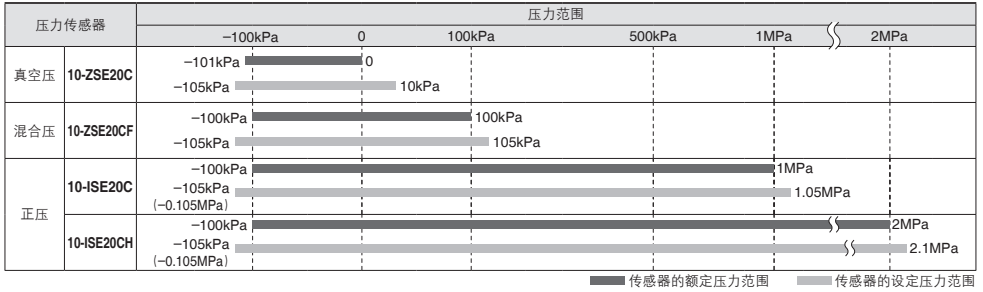 压力传感器
压力范围
−100kPa 0 100kPa 500kPa 1MPa 2MPa
真空压 10-ZSE20C
−101kPa 0
−105kPa 10kPa
混合压 10-ZSE20CF
−100kPa 100kPa
−105kPa 105kPa
正压
10-ISE20C
−100kPa 1MPa
−105kPa 1.05MPa
(−0.105MPa)
10-ISE20CH
−100kPa 2MPa
−105kPa 2.1MPa
(−0.105MPa)
传感器的额定压力范围 传感器的设定压力范围